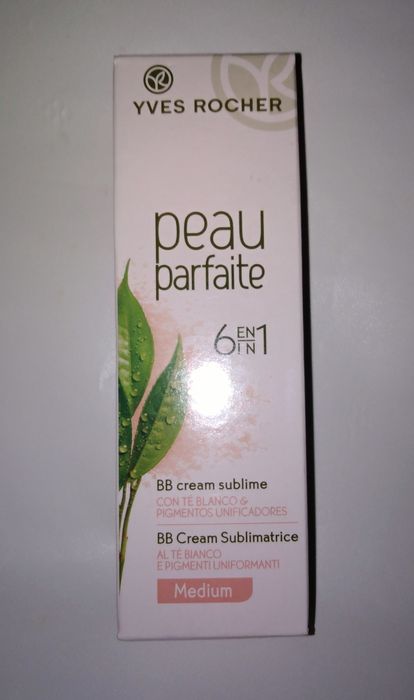 YVES ROCHER
peau
parfaite
6 EN IN 1
BB cream sublime
CON TÉ BLANCO &
PIGMENTOS UNIFICADORES
BB Cream Sublimatrice
AL TÈ BIANCO
E PIGMENTI UNIFORMANTI
Medium